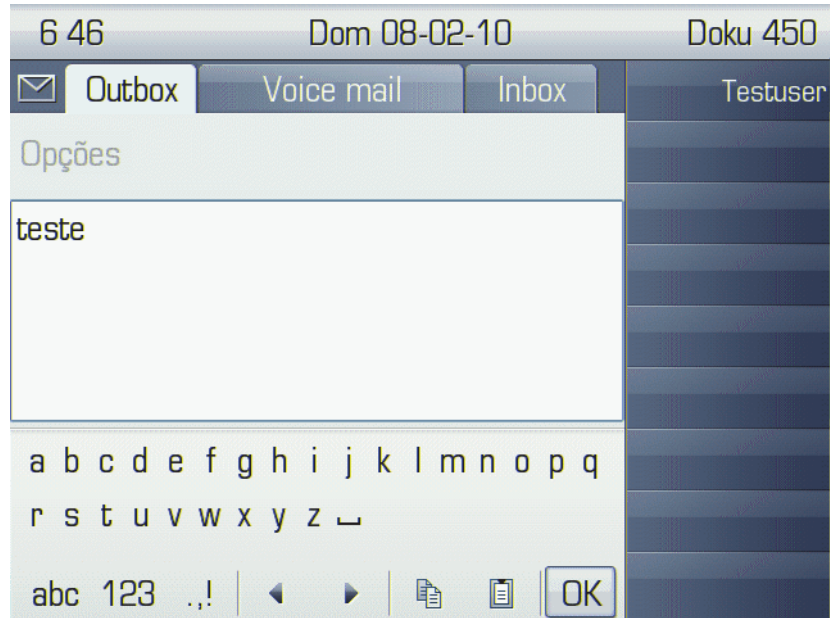 6 46 Dom 08-02-10 Doku 450
Outbox Voice mail Inbox Testuser
Opções
teste
a b c d e f g h i j k l m n o p q
r s t u v w x y z ⎵
abc 123 .,! OK